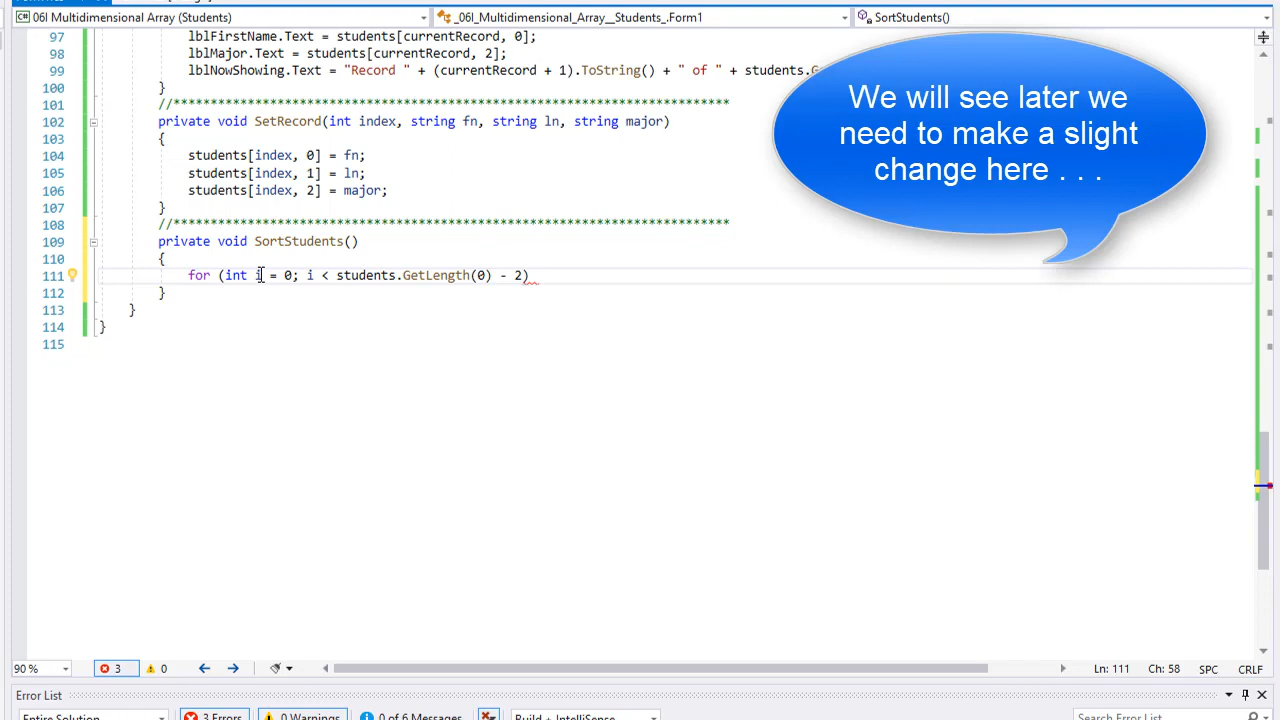 06I Multidimensional Array (Students)
_06I_Multidimensional_Array__Students_.Form1
SortStudents()
97 lblFirstName.Text = students[currentRecord, 0];
98 lblMajor.Text = students[currentRecord, 2];
99 lblNowShowing.Text = "Record " + (currentRecord + 1).ToString() + " of " + students.
100 }
101 //***************************************************************************
102 private void SetRecord(int index, string fn, string ln, string major)
103 {
104 students[index, 0] = fn;
105 students[index, 1] = ln;
106 students[index, 2] = major;
107 }
108 //***************************************************************************
109 private void SortStudents()
110 {
111 for (int i = 0; i < students.GetLength(0) - 2)
112 }
113 }
114 }
115
We will see later we
need to make a slight
change here . . .
90 % 3 0 Ln: 111 Ch: 58 SPC CRLF
Error List
Entire Solution 3 Errors 0 Warnings 0 of 6 Messages Build + IntelliSense Search Error List